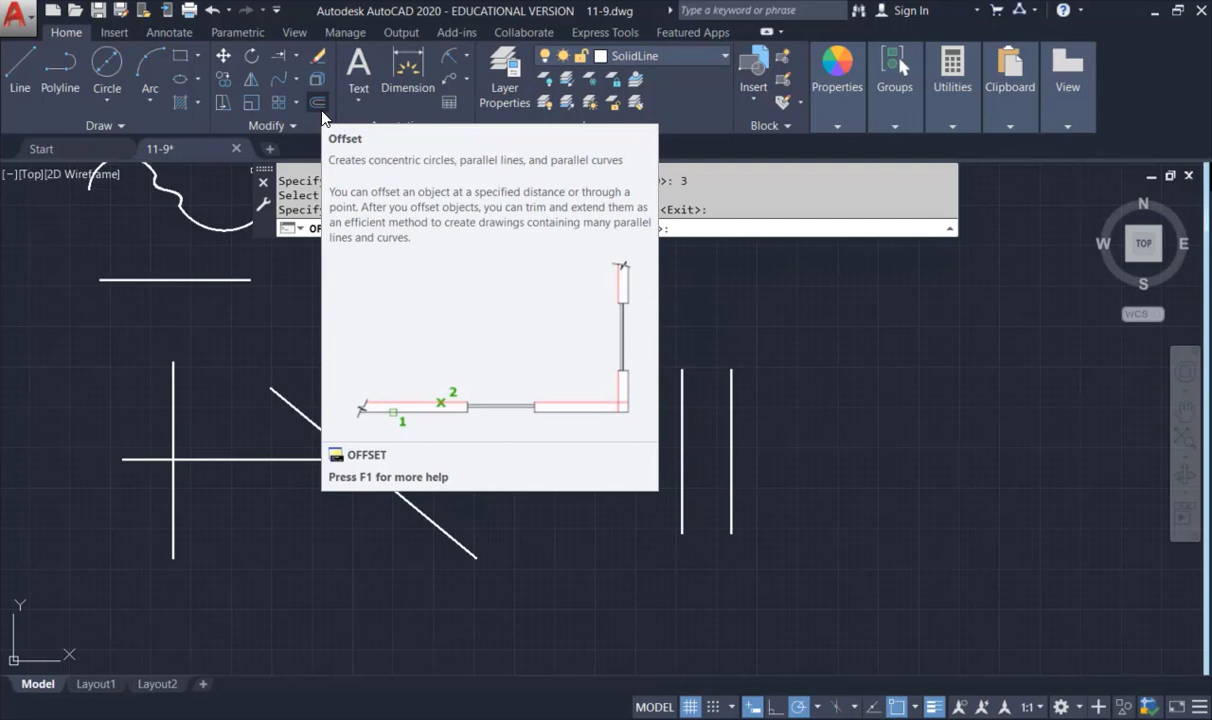 A
Autodesk AutoCAD 2020 - EDUCATIONAL VERSION 11-9.dwg
Type a keyword or phrase
Sign In
Home Insert Annotate Parametric View Manage Output Add-ins Collaborate Express Tools Featured Apps
SolidLine
Line Polyline Circle Arc
Text Dimension
Layer
Properties
Insert
Properties Groups Utilities Clipboard View
Draw Modify Block
Start 11-9*
[−][Top][2D Wireframe]
Offset
Creates concentric circles, parallel lines, and parallel curves
You can offset an object at a specified distance or through a
point. After you offset objects, you can trim and extend them as
an efficient method to create drawings containing many parallel
lines and curves.
2
1
OFFSET
Press F1 for more help
Specify
>: 3
Select
Specify
<Exit>:
OF
>:
N
W TOP E
S
WCS
Y
X
Model Layout1 Layout2
MODEL
1:1